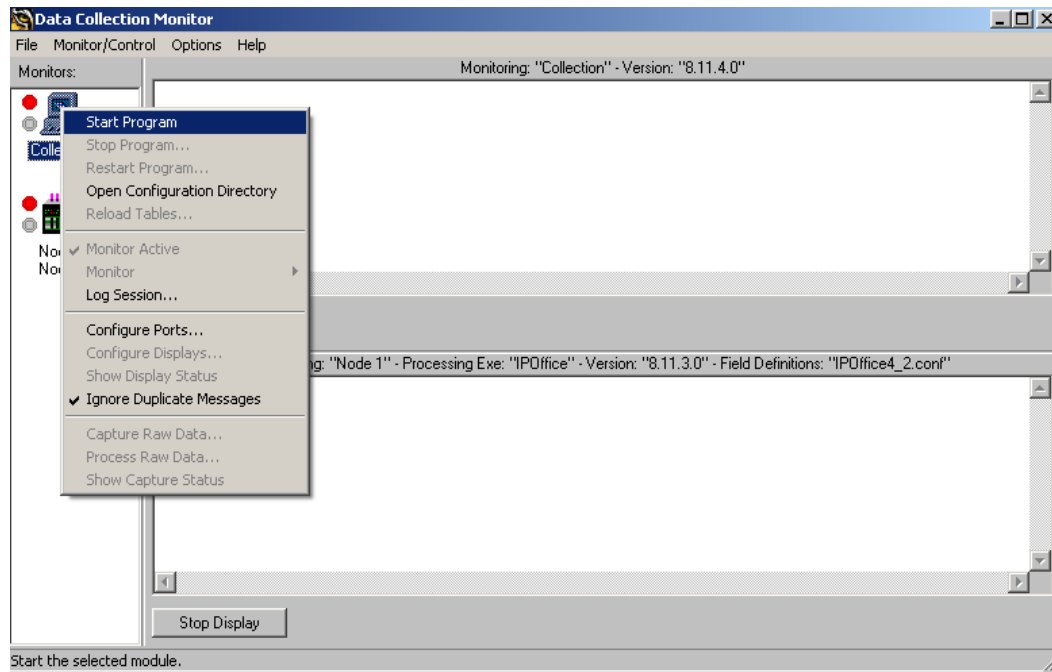 Data Collection Monitor
File Monitor/Control Options Help
Monitors:
Monitoring: "Collection" - Version: "8.11.4.0"
Start Program
Stop Program...
Restart Program...
Open Configuration Directory
Reload Tables...
Monitor Active
Monitor
Log Session...
Configure Ports...
Configure Displays...
Show Display Status
Ignore Duplicate Messages
Capture Raw Data...
Process Raw Data...
Show Capture Status
Colle
No
No
g: "Node 1" - Processing Exe: "IPOffice" - Version: "8.11.3.0" - Field Definitions: "IPOffice4_2.conf"
Stop Display
Start the selected module.